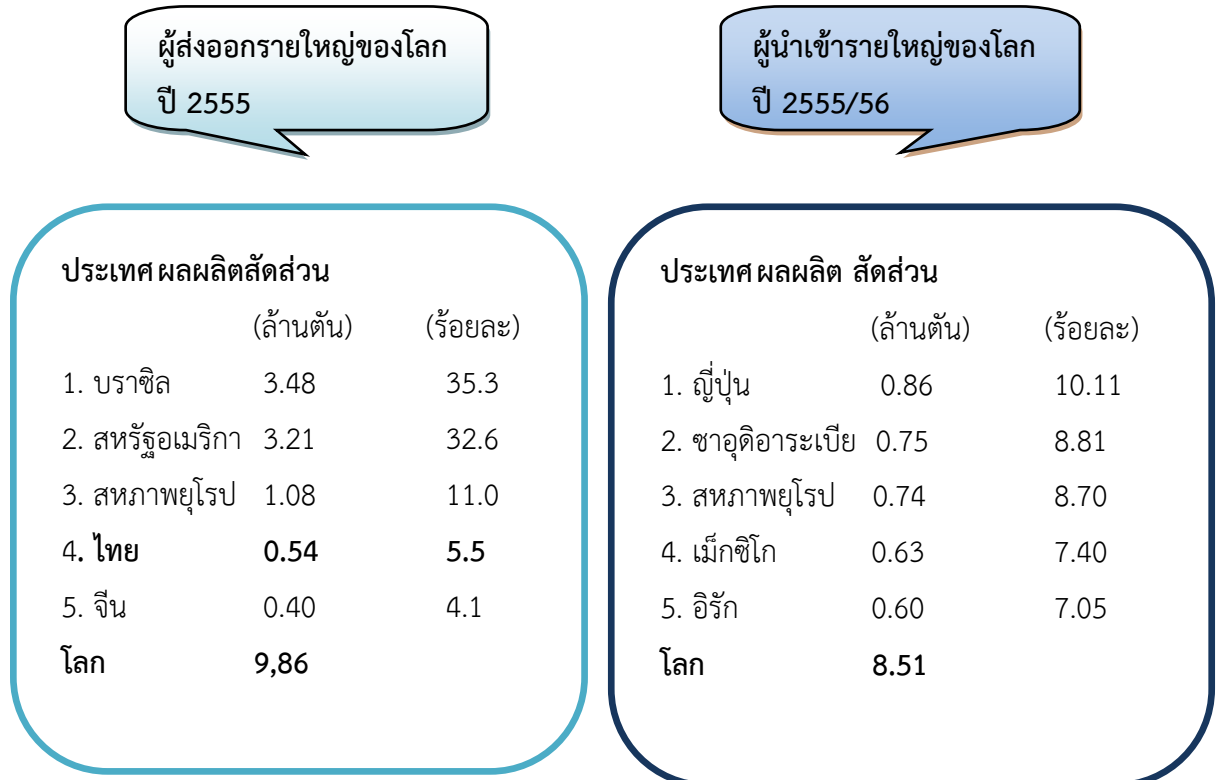 ผู้ส่งออกรายใหญ่ของโลก
ปี 2555
ประเทศ ผลผลิตสัดส่วน
(ล้านตัน) (ร้อยละ)
1. บราซิล 3.48 35.3
2. สหรัฐอเมริกา 3.21 32.6
3. สหภาพยุโรป 1.08 11.0
4. ไทย 0.54 5.5
5. จีน 0.40 4.1
โลก 9,86
ผู้นำเข้ารายใหญ่ของโลก
ปี 2555/56
ประเทศ ผลผลิต สัดส่วน
(ล้านตัน) (ร้อยละ)
1. ญี่ปุ่น 0.86 10.11
2. ซาอุดิอาระเบีย 0.75 8.81
3. สหภาพยุโรป 0.74 8.70
4. เม็กซิโก 0.63 7.40
5. อิรัก 0.60 7.05
โลก 8.51